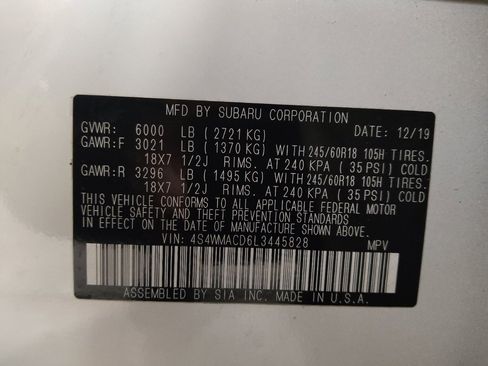 MFD BY SUBARU CORPORATION
GVWR: 6000 LB (2721 KG) DATE: 12/19
GAWR:F 3021 LB (1370 KG) WITH 245/60R18 105H TIRES.
18X7 1/2J RIMS. AT 240 KPA (35 PSI) COLD
GAWR:R 3296 LB (1495 KG) WITH 245/60R18 105H TIRES.
18X7 1/2J RIMS. AT 240 KPA (35 PSI) COLD
THIS VEHICLE CONFORMS TO ALL APPLICABLE FEDERAL MOTOR
VEHICLE SAFETY AND THEFT PREVENTION STANDARDS
IN EFFECT ON THE DATE OF MANUFACTURE SHOWN ABOVE.
VIN: 4S4WMACD6L3445828 MPV
ASSEMBLED BY SIA INC. MADE IN U.S.A.